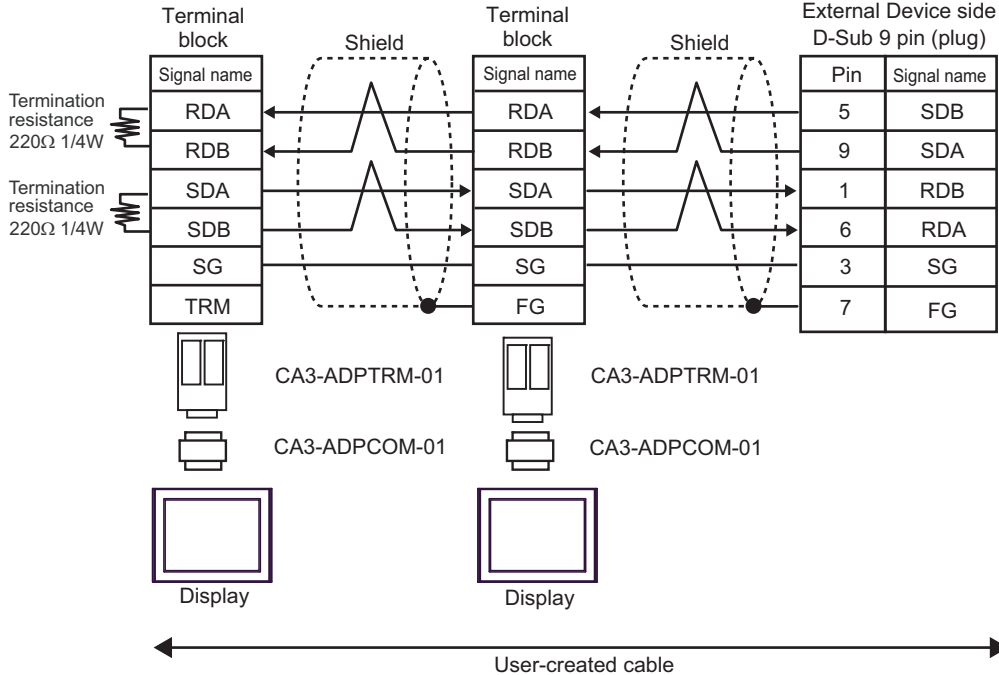 Terminal
block
Shield
Terminal
block
Shield
External Device side
D-Sub 9 pin (plug)
Signal name
Signal name
Pin
Signal name
Termination
resistance
220Ω 1/4W
RDA
RDA
5
SDB
RDB
RDB
9
SDA
Termination
resistance
220Ω 1/4W
SDA
SDA
1
RDB
SDB
SDB
6
RDA
SG
SG
3
SG
TRM
FG
7
FG
CA3-ADPTRM-01
CA3-ADPTRM-01
CA3-ADPCOM-01
CA3-ADPCOM-01
Display
Display
User-created cable